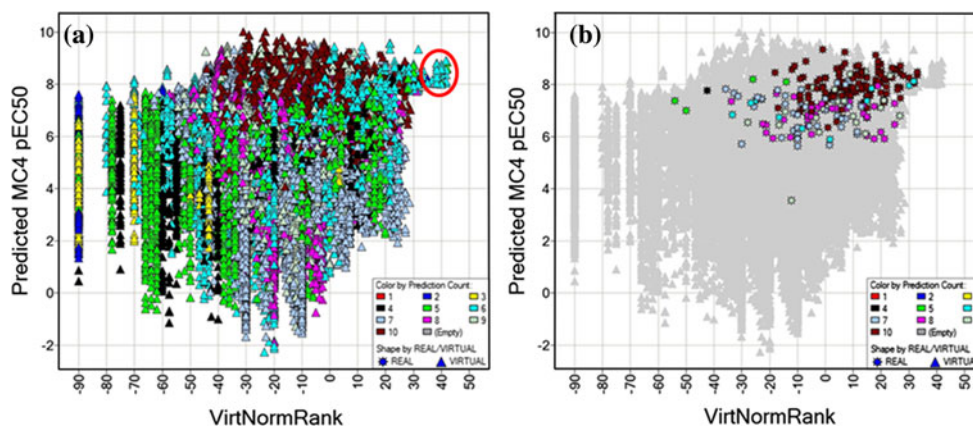 (a)
10
8
6
4
2
0
-2
Predicted MC4 pEC50
-90
-80
-70
-60
-50
-40
-30
-20
-10
0
10
20
30
40
50
VirtNormRank
Color by Prediction Count:
1 2 3
4 5 6
7 8 9
10 (Empty)
Shape by REAL/VIRTUAL
REAL VIRTUAL
(b)
10
8
6
4
2
0
-2
Predicted MC4 pEC50
-90
-80
-70
-60
-50
-40
-30
-20
-10
0
10
20
30
40
50
VirtNormRank
Color by Prediction Count:
1 2 3
4 5 6
7 8 9
10 (Empty)
Shape by REAL/VIRTUAL
REAL VIRTUAL